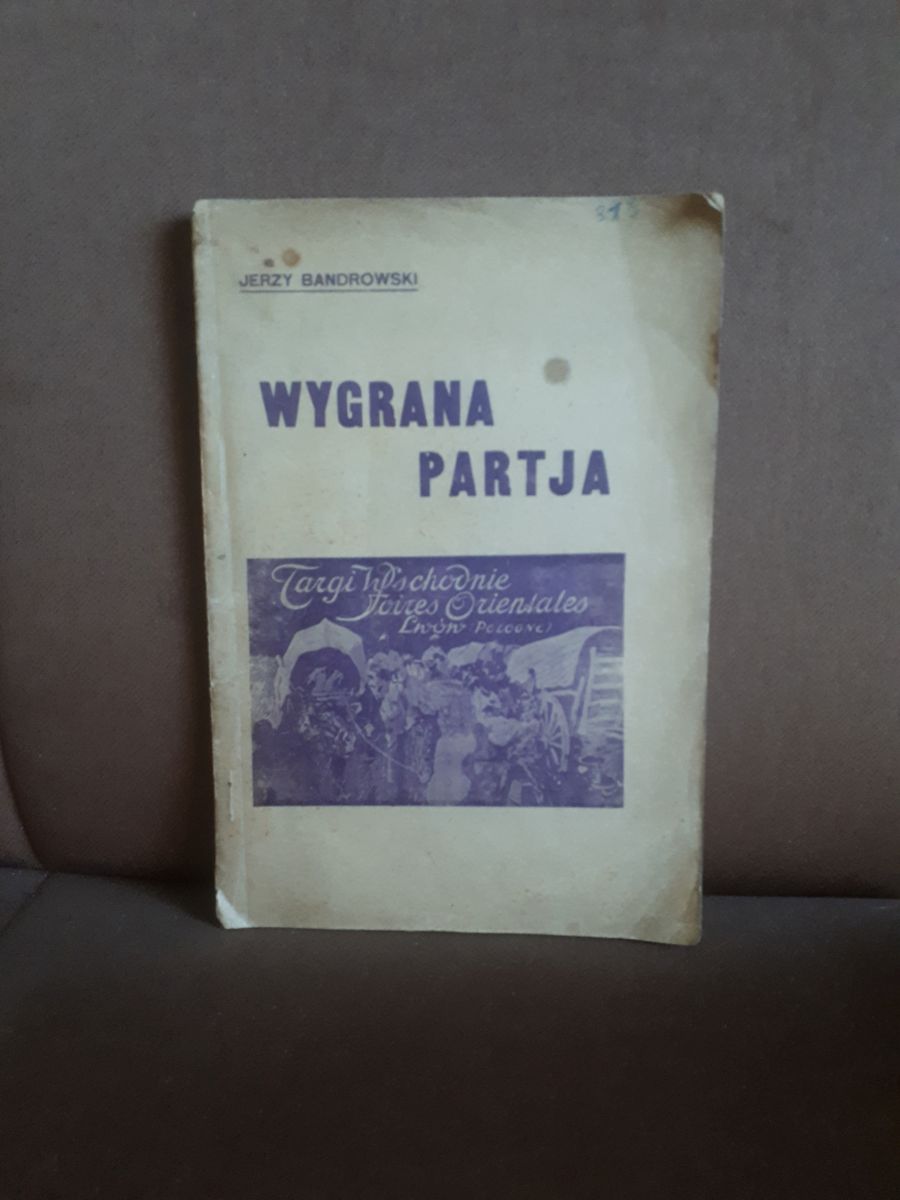 JERZY BANDROWSKI
WYGRANA
PARTJA
Targi Wschodnie
Foires Orientales
Lwów (Pologne)